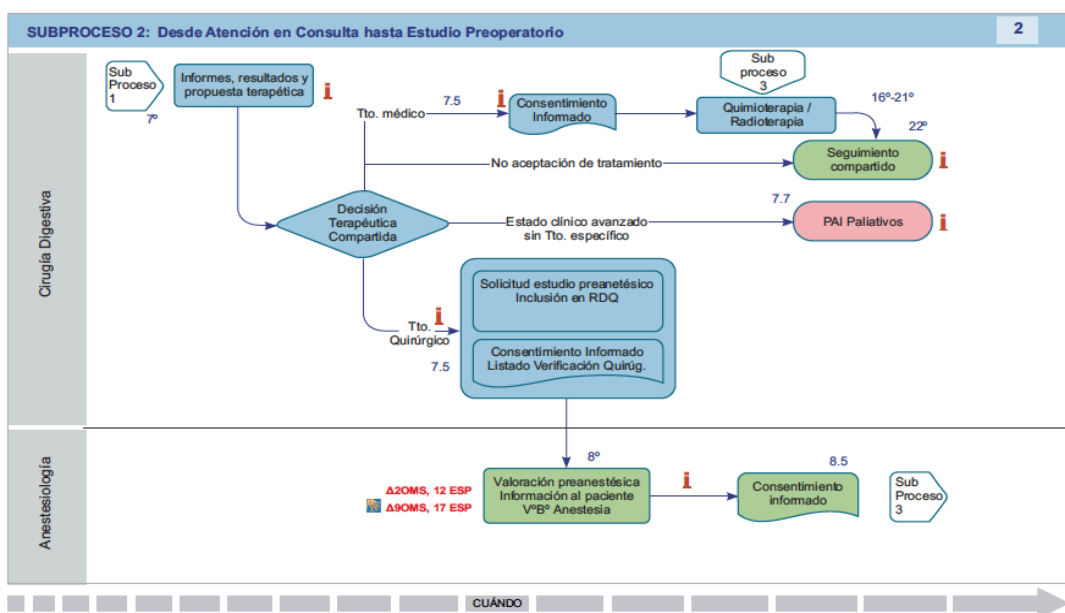 SUBPROCESO 2: Desde Atención en Consulta hasta Estudio Preoperatorio
2
Cirugía Digestiva
Sub
Proceso
1
7º
Informes, resultados y
propuesta terapéutica
i
Tto. médico
7.5
i
Consentimiento
Informado
Sub
proceso
3
Quimioterapia /
Radioterapia
16º-21º
22º
No aceptación de tratamiento
Seguimiento
compartido
i
Decisión
Terapéutica
Compartida
Estado clínico avanzado
sin Tto. específico
7.7
PAI Paliativos
i
i
Tto.
Quirúrgico
7.5
Solicitud estudio preanetésico
Inclusión en RDQ
Consentimiento Informado
Listado Verificación Quirúg.
Anestesiología
8º
Δ2OMS, 12 ESP
Δ9OMS, 17 ESP
Valoración preanestésica
Información al paciente
VºBº Anestesia
i
8.5
Consentimiento
informado
Sub
Proceso
3
CUÁNDO